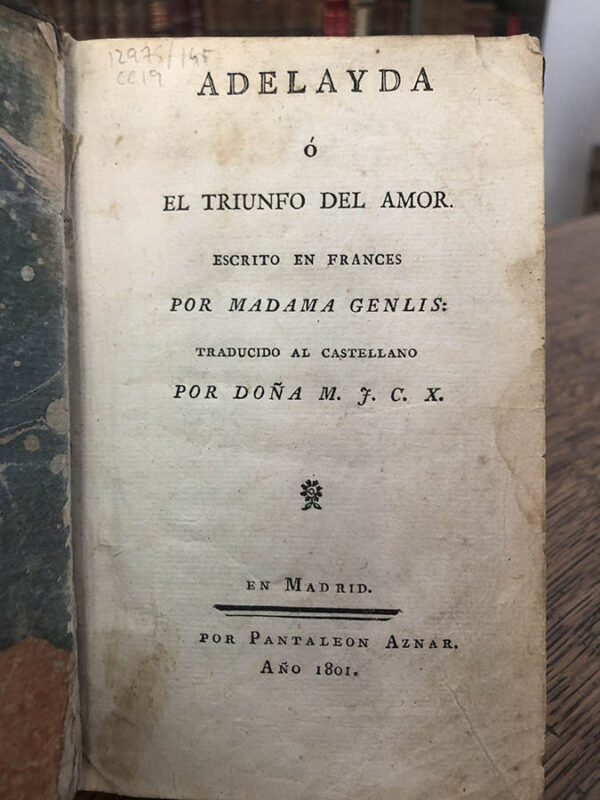 12975/145
CC19
ADELAYDA
Ó
EL TRIUNFO DEL AMOR.
ESCRITO EN FRANCES
POR MADAMA GENLIS:
TRADUCIDO AL CASTELLANO
POR DOÑA M. J. C. X.
EN MADRID.
POR PANTALEON AZNAR.
AÑO 1801.